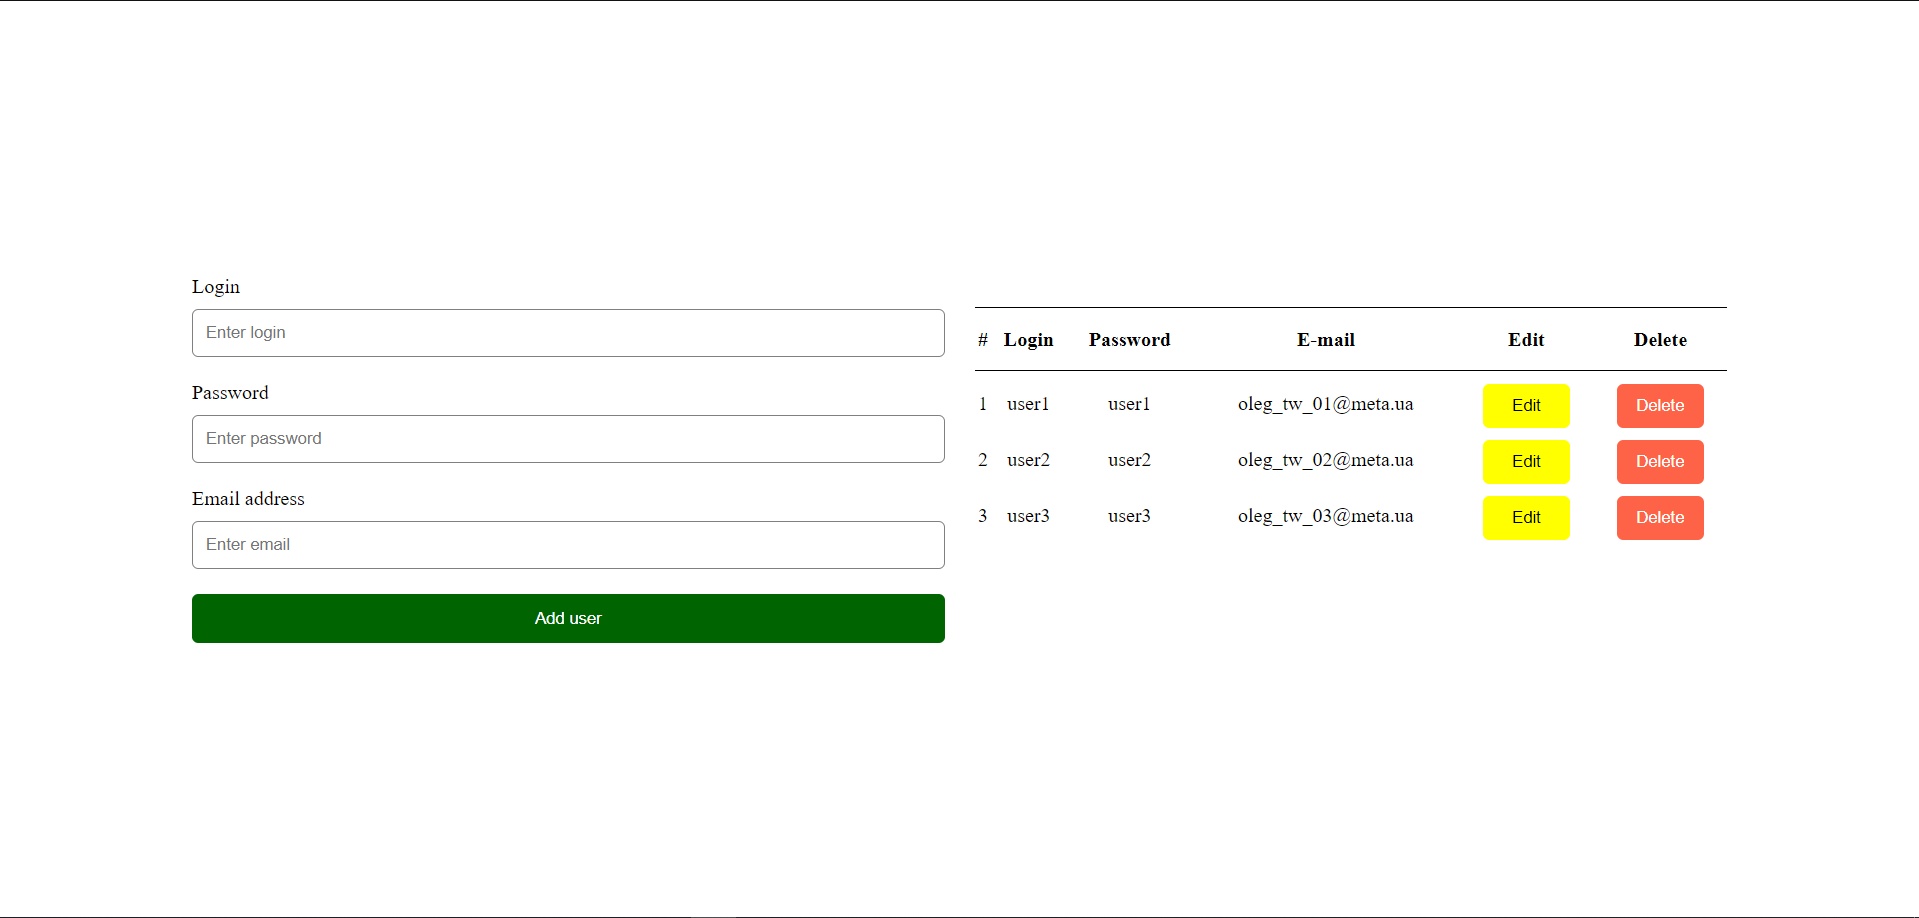 Login
Enter login
Password
Enter password
Email address
Enter email
Add user
# Login Password E-mail Edit Delete
1 user1 user1 oleg_tw_01@meta.ua Edit Delete
2 user2 user2 oleg_tw_02@meta.ua Edit Delete
3 user3 user3 oleg_tw_03@meta.ua Edit Delete